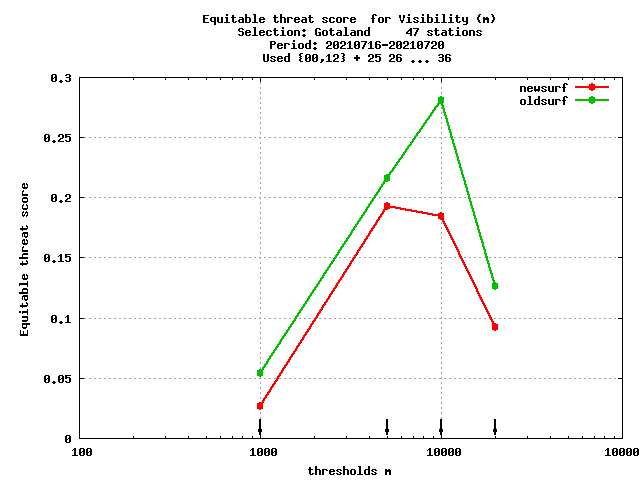 Equitable threat score  for Visibility (m)
Selection: Gotaland     47 stations
Period: 20210716-20210720
Used {00,12} + 25 26 ... 36
newsurf
oldsurf
0.3
0.25
0.2
0.15
0.1
0.05
0
Equitable threat score
100
1000
10000
10000
thresholds m